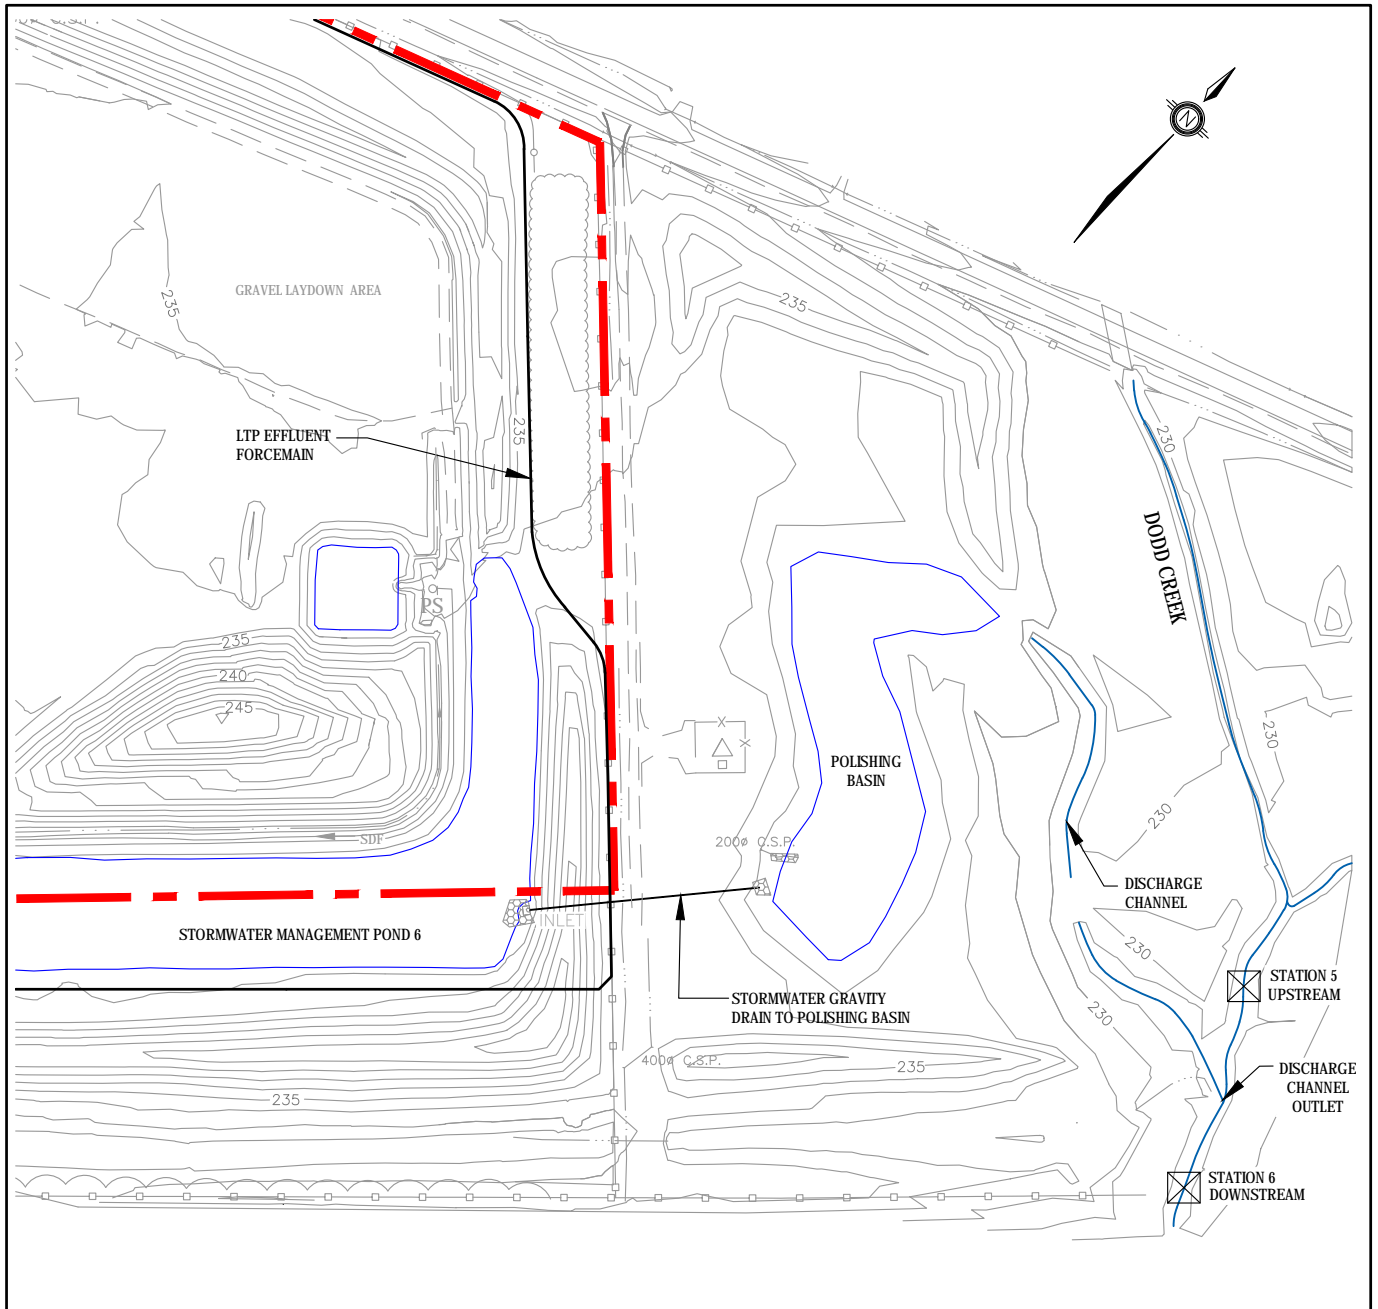 C.S.P.
N
GRAVEL LAYDOWN AREA
235
235
235
LTP EFFLUENT
FORCEMAIN
230
DODD CREEK
PS
235
240
245
230
POLISHING
BASIN
SDF
200ø C.S.P.
230
DISCHARGE
CHANNEL
INLET
STORMWATER MANAGEMENT POND 6
230
STATION 5
UPSTREAM
STORMWATER GRAVITY
DRAIN TO POLISHING BASIN
230
400ø C.S.P.
235
DISCHARGE
CHANNEL
OUTLET
235
STATION 6
DOWNSTREAM